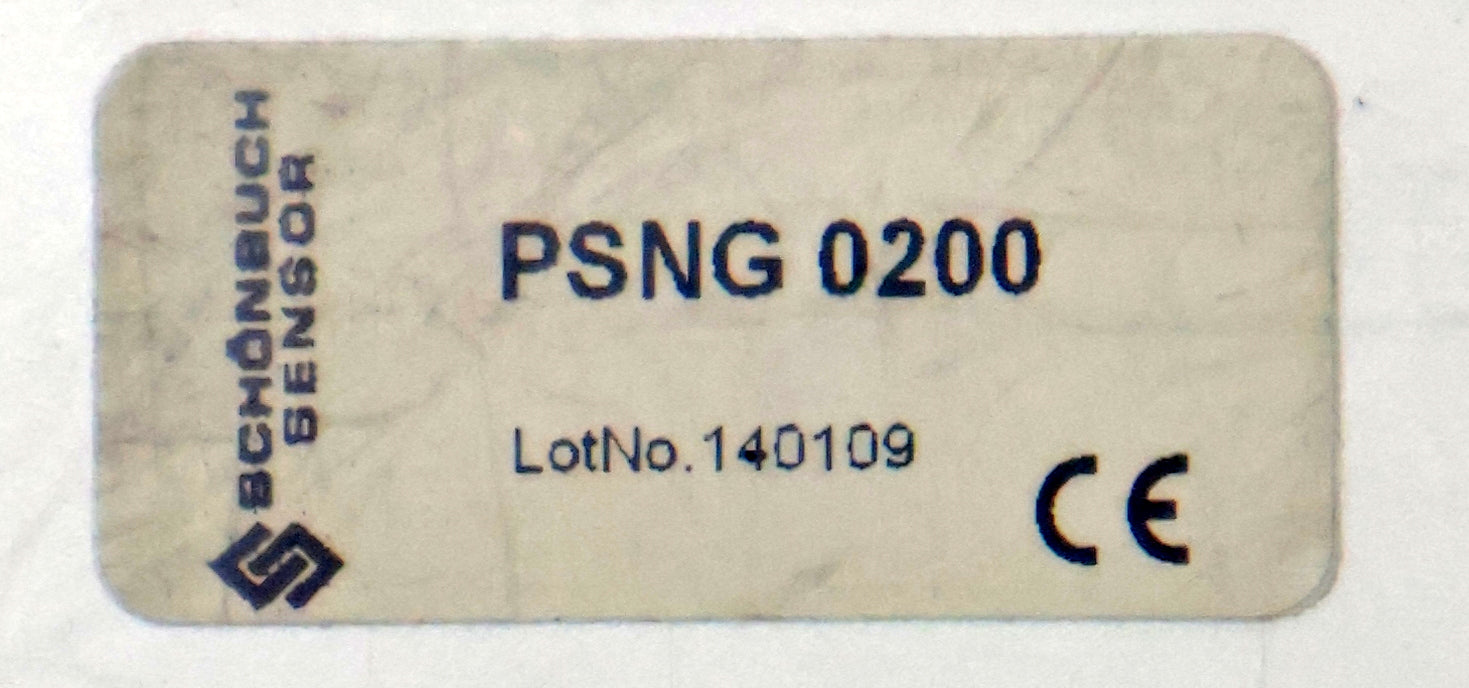 SCHÖNBUCH
SENSOR
PSNG 0200
LotNo.140109
CE